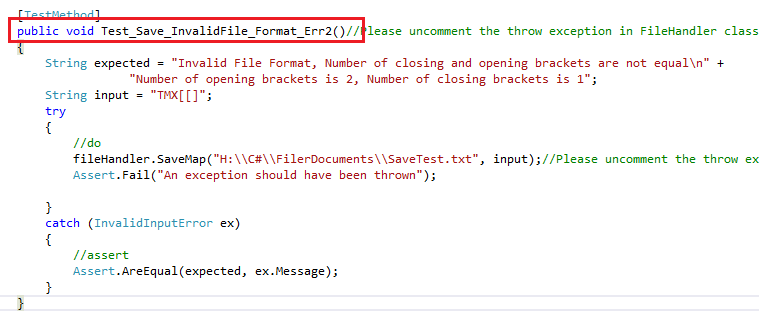 [TestMethod]
public void Test_Save_InvalidFile_Format_Err2()//Please uncomment the throw exception in FileHandler class
{
String expected = "Invalid File Format, Number of closing and opening brackets are not equal\n" +
"Number of opening brackets is 2, Number of closing brackets is 1";
String input = "TMX[[]";
try
{
//do
fileHandler.SaveMap("H:\\C#\\FilerDocuments\\SaveTest.txt", input);//Please uncomment the throw ex
Assert.Fail("An exception should have been thrown");
}
catch (InvalidInputError ex)
{
//assert
Assert.AreEqual(expected, ex.Message);
}
}